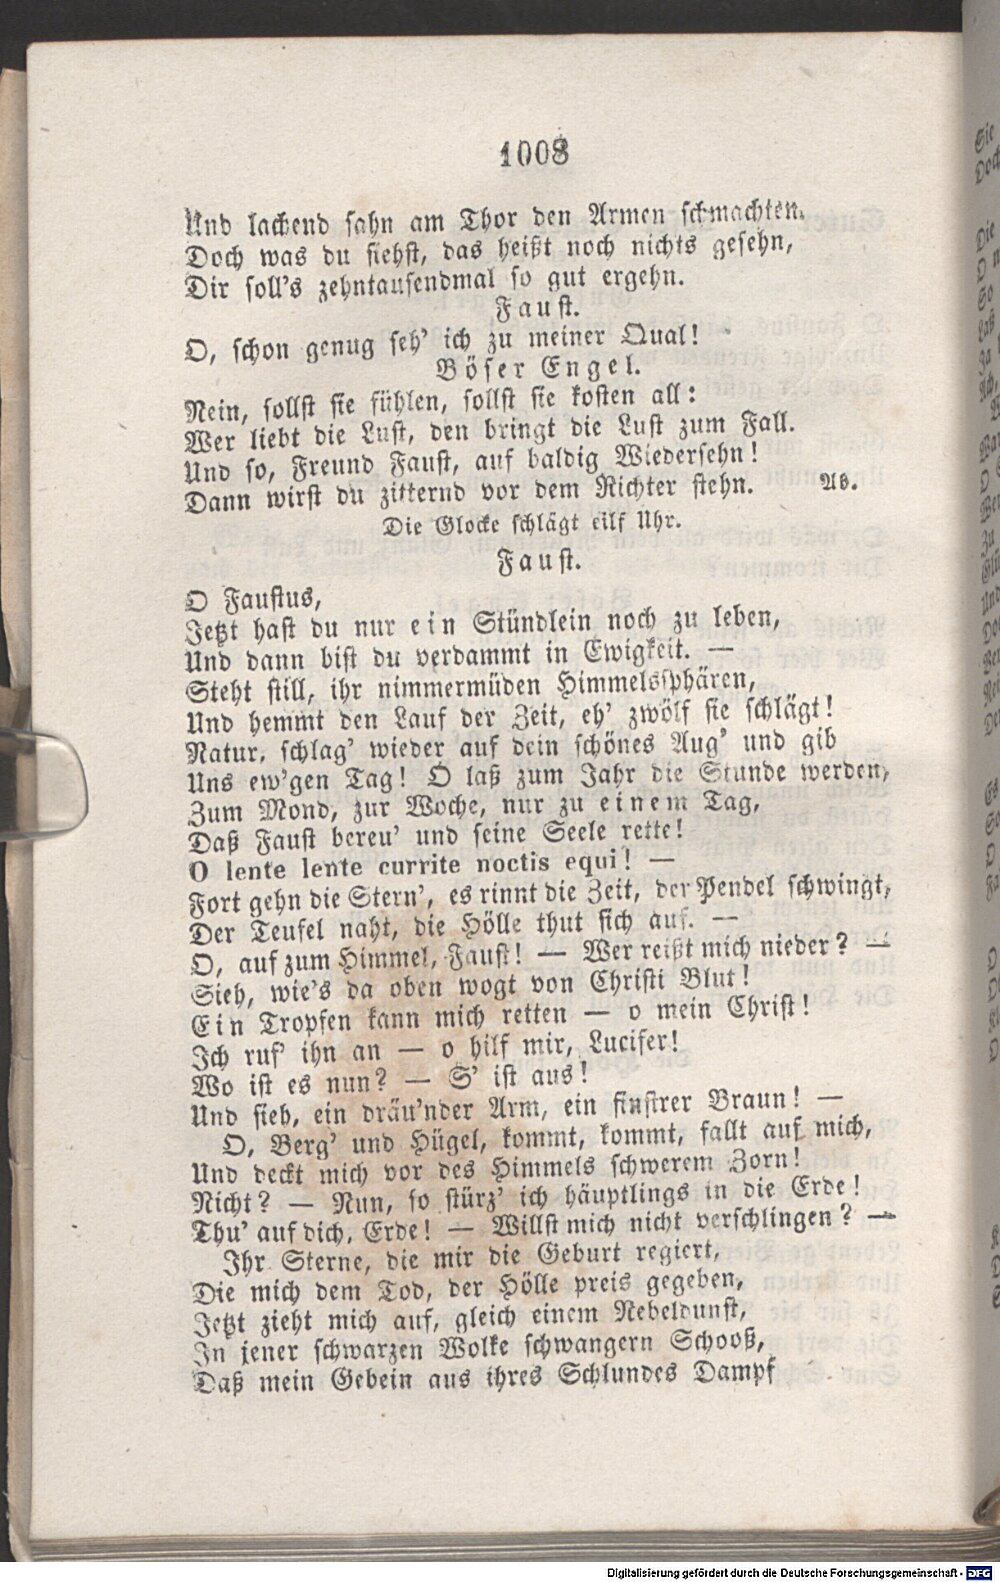 1008
Und lachend sahn am Thor den Armen schmachten.
Doch was du siehst, das heißt noch nichts gesehn,
Dir soll's zehntausendmal so gut ergehn.
Faust.
O, schon genug seh' ich zu meiner Qual!
Böser Engel.
Nein, sollst sie fühlen, sollst sie kosten all:
Wer liebt die Lust, den bringt die Lust zum Fall.
Und so, Freund Faust, auf baldig Wiedersehn!
Dann wirst du zitternd vor dem Richter stehn. Ab.
Die Glocke schlägt eilf Uhr.
Faust.
O Faustus,
Jetzt hast du nur ein Stündlein noch zu leben,
Und dann bist du verdammt in Ewigkeit. —
Steht still, ihr nimmermüden Himmelssphären,
Und hemmt den Lauf der Zeit, eh' zwölf sie schlägt!
Natur, schlag' wieder auf dein schönes Aug' und gib
Uns ew'gen Tag! O laß zum Jahr die Stunde werden,
Zum Mond, zur Woche, nur zu einem Tag,
Daß Faust bereu' und seine Seele rette!
O lente lente currite noctis equi! —
Fort gehn die Stern', es rinnt die Zeit, der Pendel schwingt,
Der Teufel naht, die Hölle thut sich auf. —
O, auf zum Himmel, Faust! — Wer reißt mich nieder? —
Sieh, wie's da oben wogt von Christi Blut!
Ein Tropfen kann mich retten — o mein Christ!
Ich ruf' ihn an — o hilf mir, Lucifer!
Wo ist es nun? — S' ist aus!
Und sieh, ein dräu'nder Arm, ein finstrer Braun! —
O, Berg' und Hügel, kommt, kommt, fallt auf mich,
Und deckt mich vor des Himmels schwerem Zorn!
Nicht? — Nun, so stürz' ich häuptlings in die Erde!
Thu' auf dich, Erde! — Willst mich nicht verschlingen? —
Ihr Sterne, die mir die Geburt regiert,
Die mich dem Tod, der Hölle preis gegeben,
Jetzt zieht mich auf, gleich einem Nebeldunst,
In jener schwarzen Wolke schwangern Schooß,
Daß mein Gebein aus ihres Schlundes Dampf
Digitalisierung gefördert durch die Deutsche Forschungsgemeinschaft - DFG